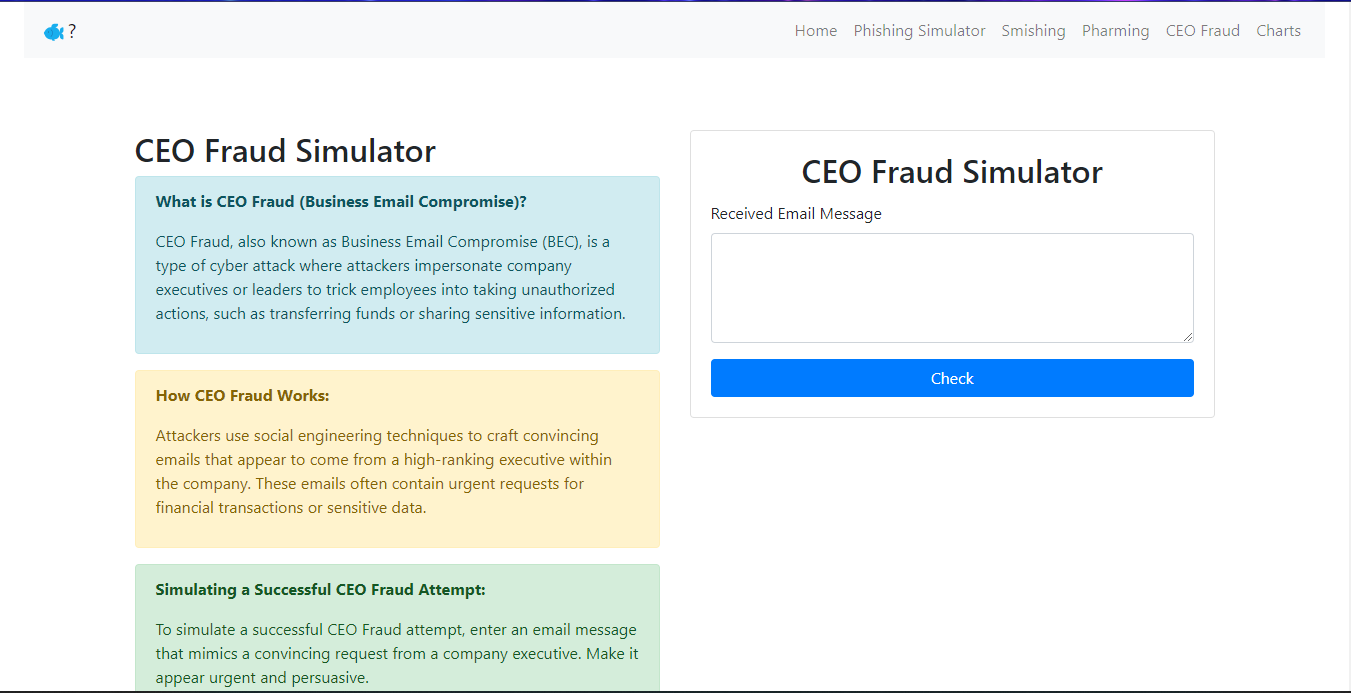 ?
Home Phishing Simulator Smishing Pharming CEO Fraud Charts
CEO Fraud Simulator
What is CEO Fraud (Business Email Compromise)?
CEO Fraud, also known as Business Email Compromise (BEC), is a
type of cyber attack where attackers impersonate company
executives or leaders to trick employees into taking unauthorized
actions, such as transferring funds or sharing sensitive information.
How CEO Fraud Works:
Attackers use social engineering techniques to craft convincing
emails that appear to come from a high-ranking executive within
the company. These emails often contain urgent requests for
financial transactions or sensitive data.
Simulating a Successful CEO Fraud Attempt:
To simulate a successful CEO Fraud attempt, enter an email message
that mimics a convincing request from a company executive. Make it
appear urgent and persuasive.
CEO Fraud Simulator
Received Email Message
Check